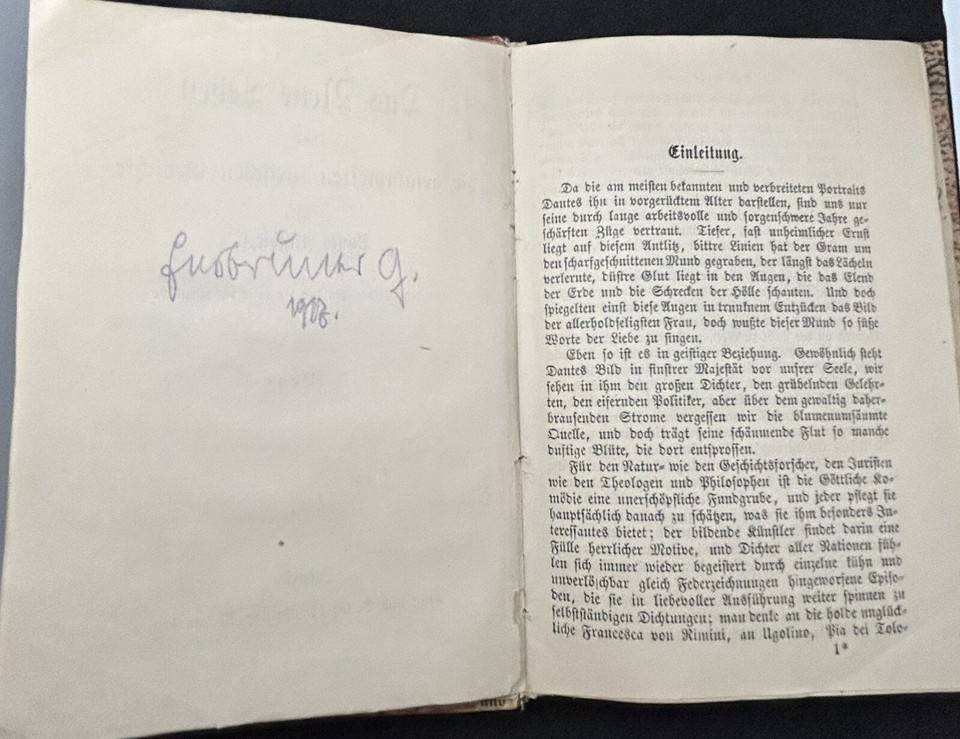 G.
Einleitung.
Da die am meisten bekannten und verbreiteten Portraits
Dantes ihn in vorgerücktem Alter darstellen, sind uns nur
seine durch lange arbeitsvolle und sorgenschwere Jahre ge-
schärften Züge vertraut. Tiefer, fast unheimlicher Ernst
liegt auf diesem Antlitz, bittre Linien hat der Gram um
den scharfgeschnittenen Mund gegraben, der längst das Lächeln
verlernte, düstre Glut liegt in den Augen, die das Elend
der Erde und die Schrecken der Hölle schauten. Und doch
spiegelten einst diese Augen in trunknem Entzücken das Bild
der allerholdseligsten Frau, doch wußte dieser Mund so süße
Worte der Liebe zu singen.
Eben so ist es in geistiger Beziehung. Gewöhnlich steht
Dantes Bild in finstrer Majestät vor unsrer Seele, wir
sehen in ihm den großen Dichter, den grübelnden Gelehr-
ten, den eifernden Politiker, aber über dem gewaltig daher-
brausenden Strome vergessen wir die blumenumsäumte
Quelle, und doch trägt seine schäumende Flut so manche
duftige Blüte, die dort entsprossen.
Für den Natur- wie den Geschichtsforscher, den Juristen
wie den Theologen und Philosophen ist die Göttliche Ko-
mödie eine unerschöpfliche Fundgrube, und jeder pflegt sie
hauptsächlich danach zu schätzen, was sie ihm besonders In-
teressantes bietet; der bildende Künstler findet darin eine
Fülle herrlicher Motive, und Dichter aller Nationen füh-
len sich immer wieder begeistert durch einzelne kühn und
unverlöschbar gleich Federzeichnungen hingeworfene Episo-
den, die sie in liebevoller Ausführung weiter spinnen zu
selbstständigen Dichtungen; man denke an die holde unglück-
liche Francesca von Rimini, an Ugolino, Pia dei Tolo-
1*